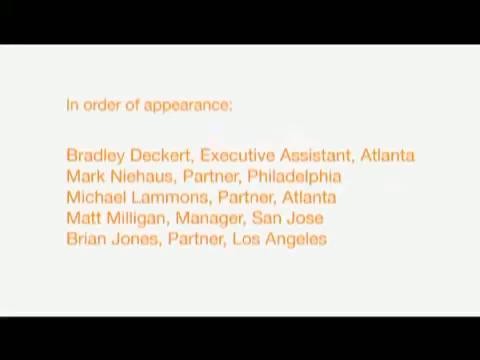 In order of appearance:
Bradley Deckert, Executive Assistant, Atlanta
Mark Niehaus, Partner, Philadelphia
Michael Lammons, Partner, Atlanta
Matt Milligan, Manager, San Jose
Brian Jones, Partner, Los Angeles